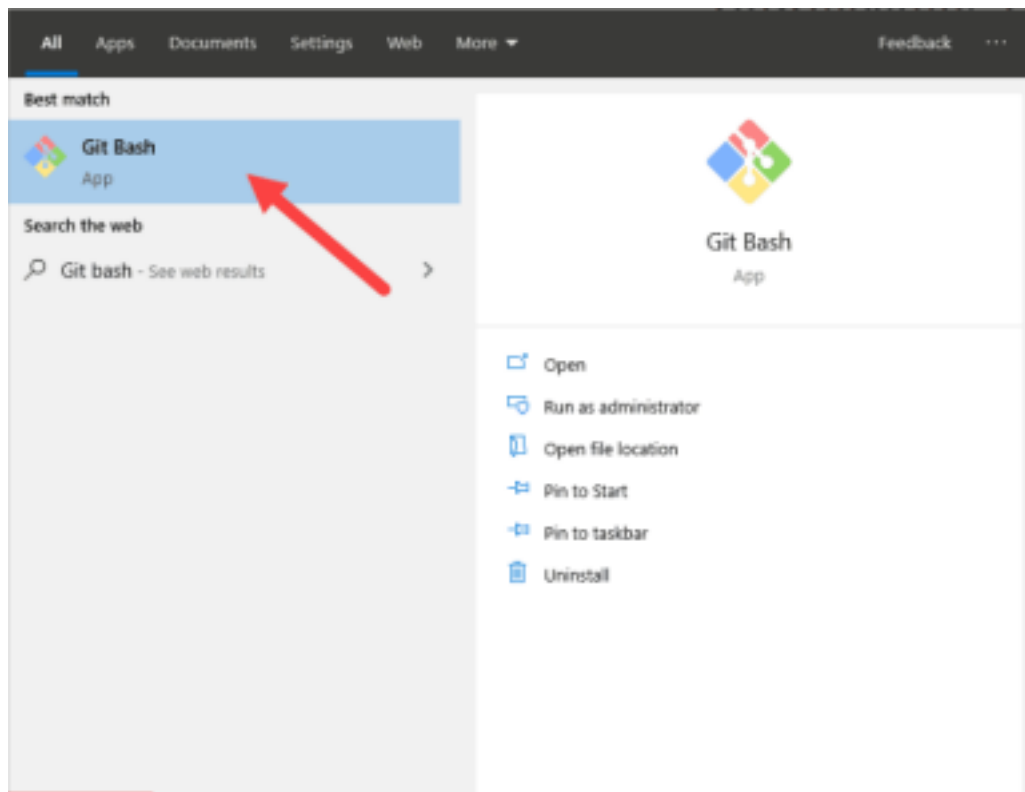 All Apps Documents Settings Web More Feedback ...
Best match
Git Bash
App
Search the web
Git bash - See web results
Git Bash
App
Open
Run as administrator
Open file location
Pin to Start
Pin to taskbar
Uninstall